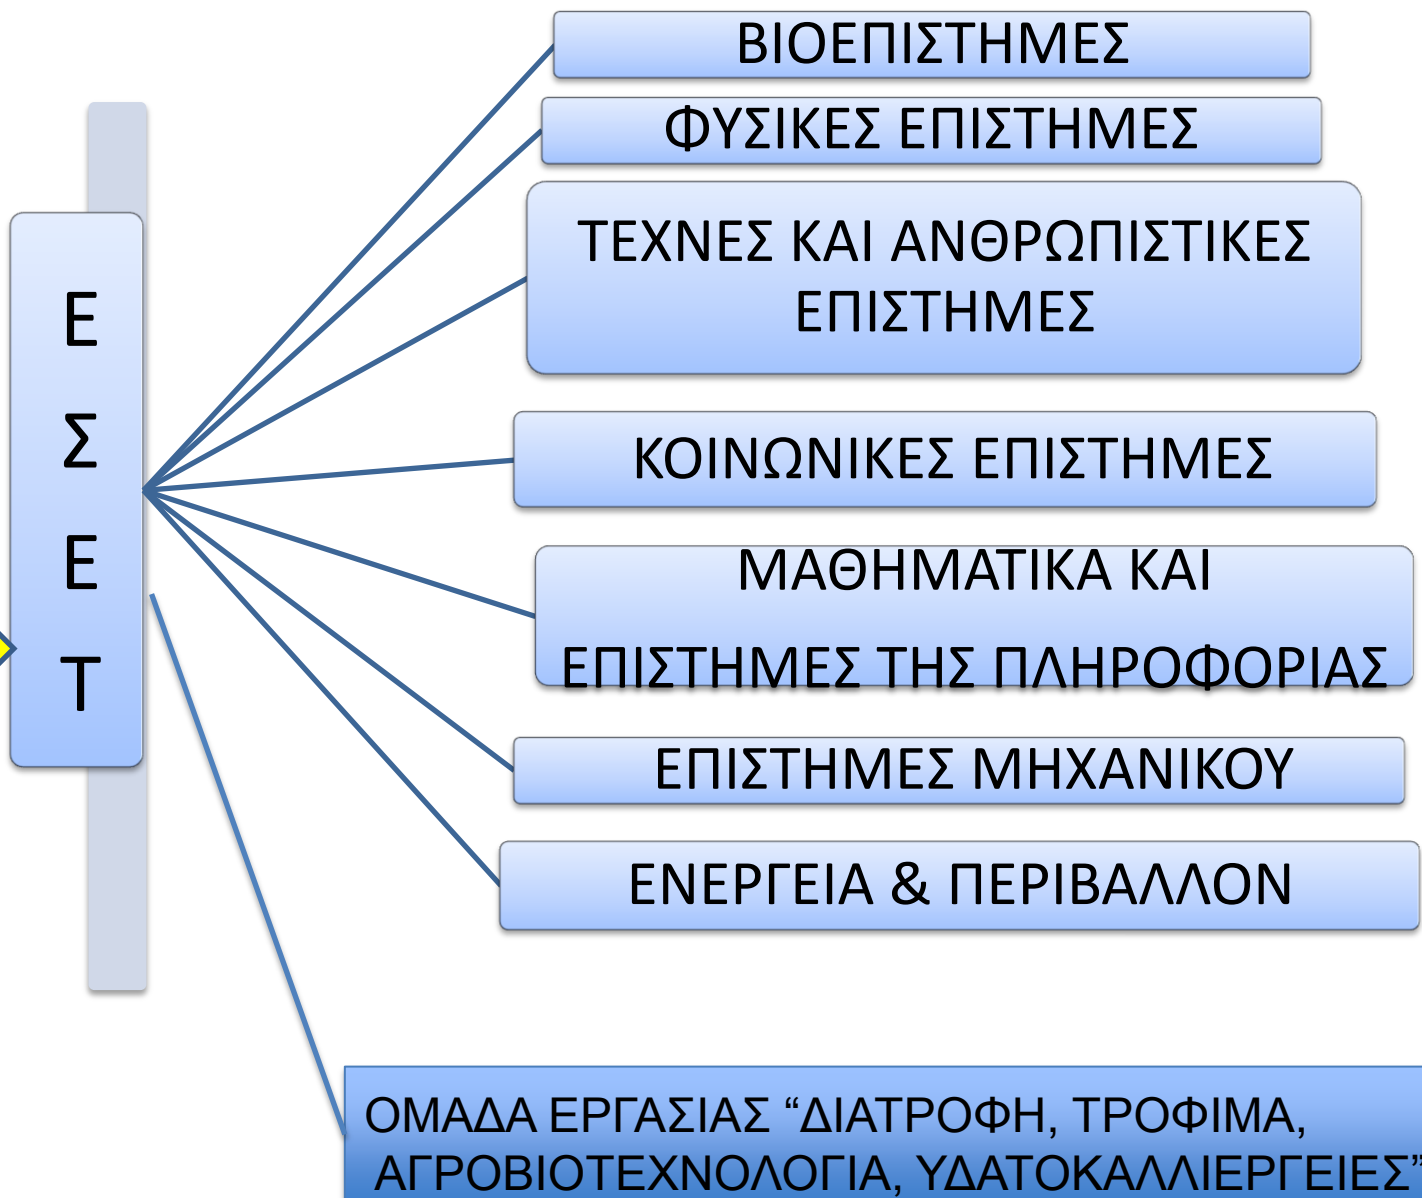 ΒΙΟΕΠΙΣΤΗΜΕΣ
ΦΥΣΙΚΕΣ ΕΠΙΣΤΗΜΕΣ
ΤΕΧΝΕΣ ΚΑΙ ΑΝΘΡΩΠΙΣΤΙΚΕΣ
ΕΠΙΣΤΗΜΕΣ
Ε
Σ
Ε
Τ
ΚΟΙΝΩΝΙΚΕΣ ΕΠΙΣΤΗΜΕΣ
ΜΑΘΗΜΑΤΙΚΑ ΚΑΙ
ΕΠΙΣΤΗΜΕΣ ΤΗΣ ΠΛΗΡΟΦΟΡΙΑΣ
ΕΠΙΣΤΗΜΕΣ ΜΗΧΑΝΙΚΟΥ
ΕΝΕΡΓΕΙΑ & ΠΕΡΙΒΑΛΛΟΝ
ΟΜΑΔΑ ΕΡΓΑΣΙΑΣ “ΔΙΑΤΡΟΦΗ, ΤΡΟΦΙΜΑ,
ΑΓΡΟΒΙΟΤΕΧΝΟΛΟΓΙΑ, ΥΔΑΤΟΚΑΛΛΙΕΡΓΕΙΕΣ”